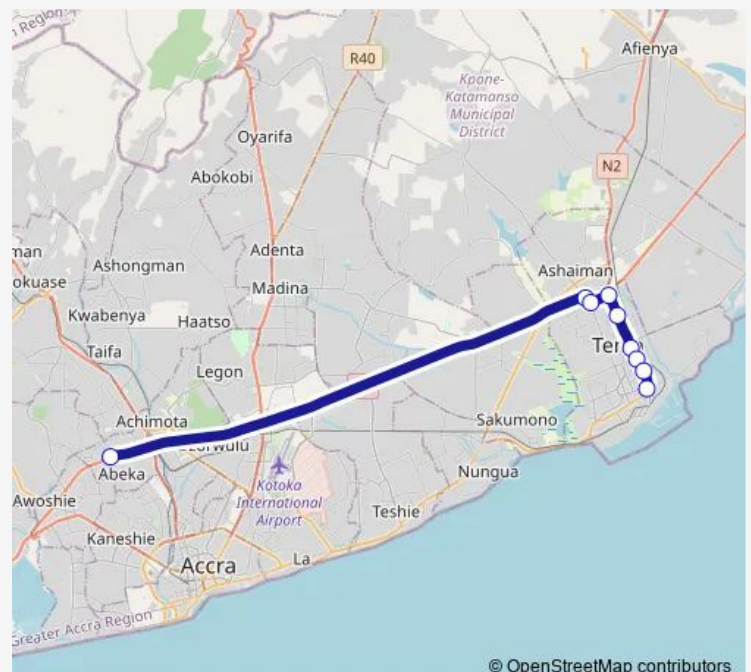 n Region
Afienya
R40
Kpone-
Katamanso
Municipal
District
Oyarifa
N2
Abokobi
man
Adenta
Ashongman
Ashaiman
okuase
Madina
Kwabenya
Haatso
Taifa
Legon
Achimota
Sakumono
Abeka
Nungua
Kotoka
International
Airport
Awoshie
Teshie
Kaneshie
La
Accra
Greater Accra Region
© OpenStreetMap contributors